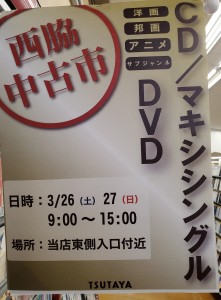 西脇
中古市
CD/マキシシングル
DVD
洋画
邦画
アニメ
サブジャンル
日時：3/26（土）27（日）
9:00～15:00
場所：当店東側入口付近
TSUTAYA